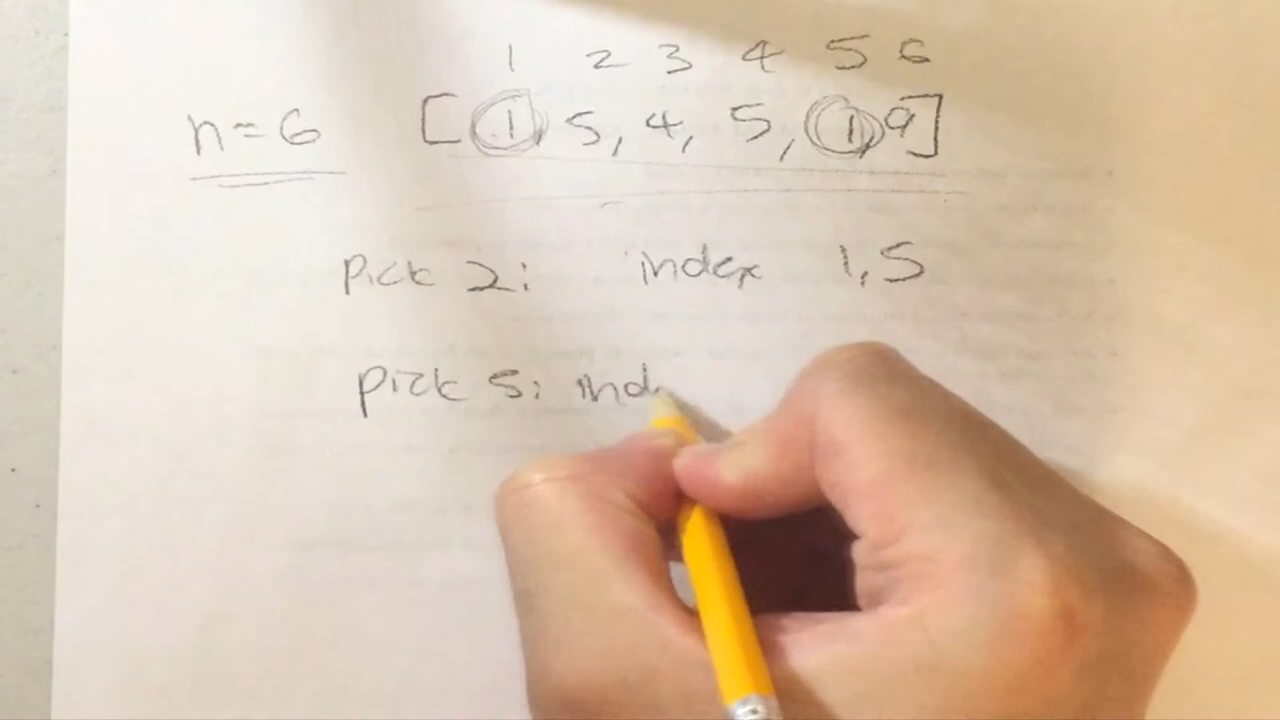 1 2 3 4 5 6
n=6 [1, 5, 4, 5, 1, 9]
pick 2: index 1,5
pick 5: ind